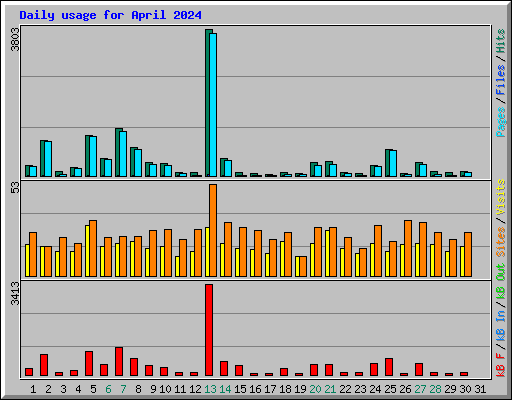 Daily usage for April 2024
3803
Pages / Files / Hits
53
Sites / Visits
3413
kB F / kB In / kB Out
1 2 3 4 5 6 7 8 9 10 11 12 13 14 15 16 17 18 19 20 21 22 23 24 25 26 27 28 29 30 31